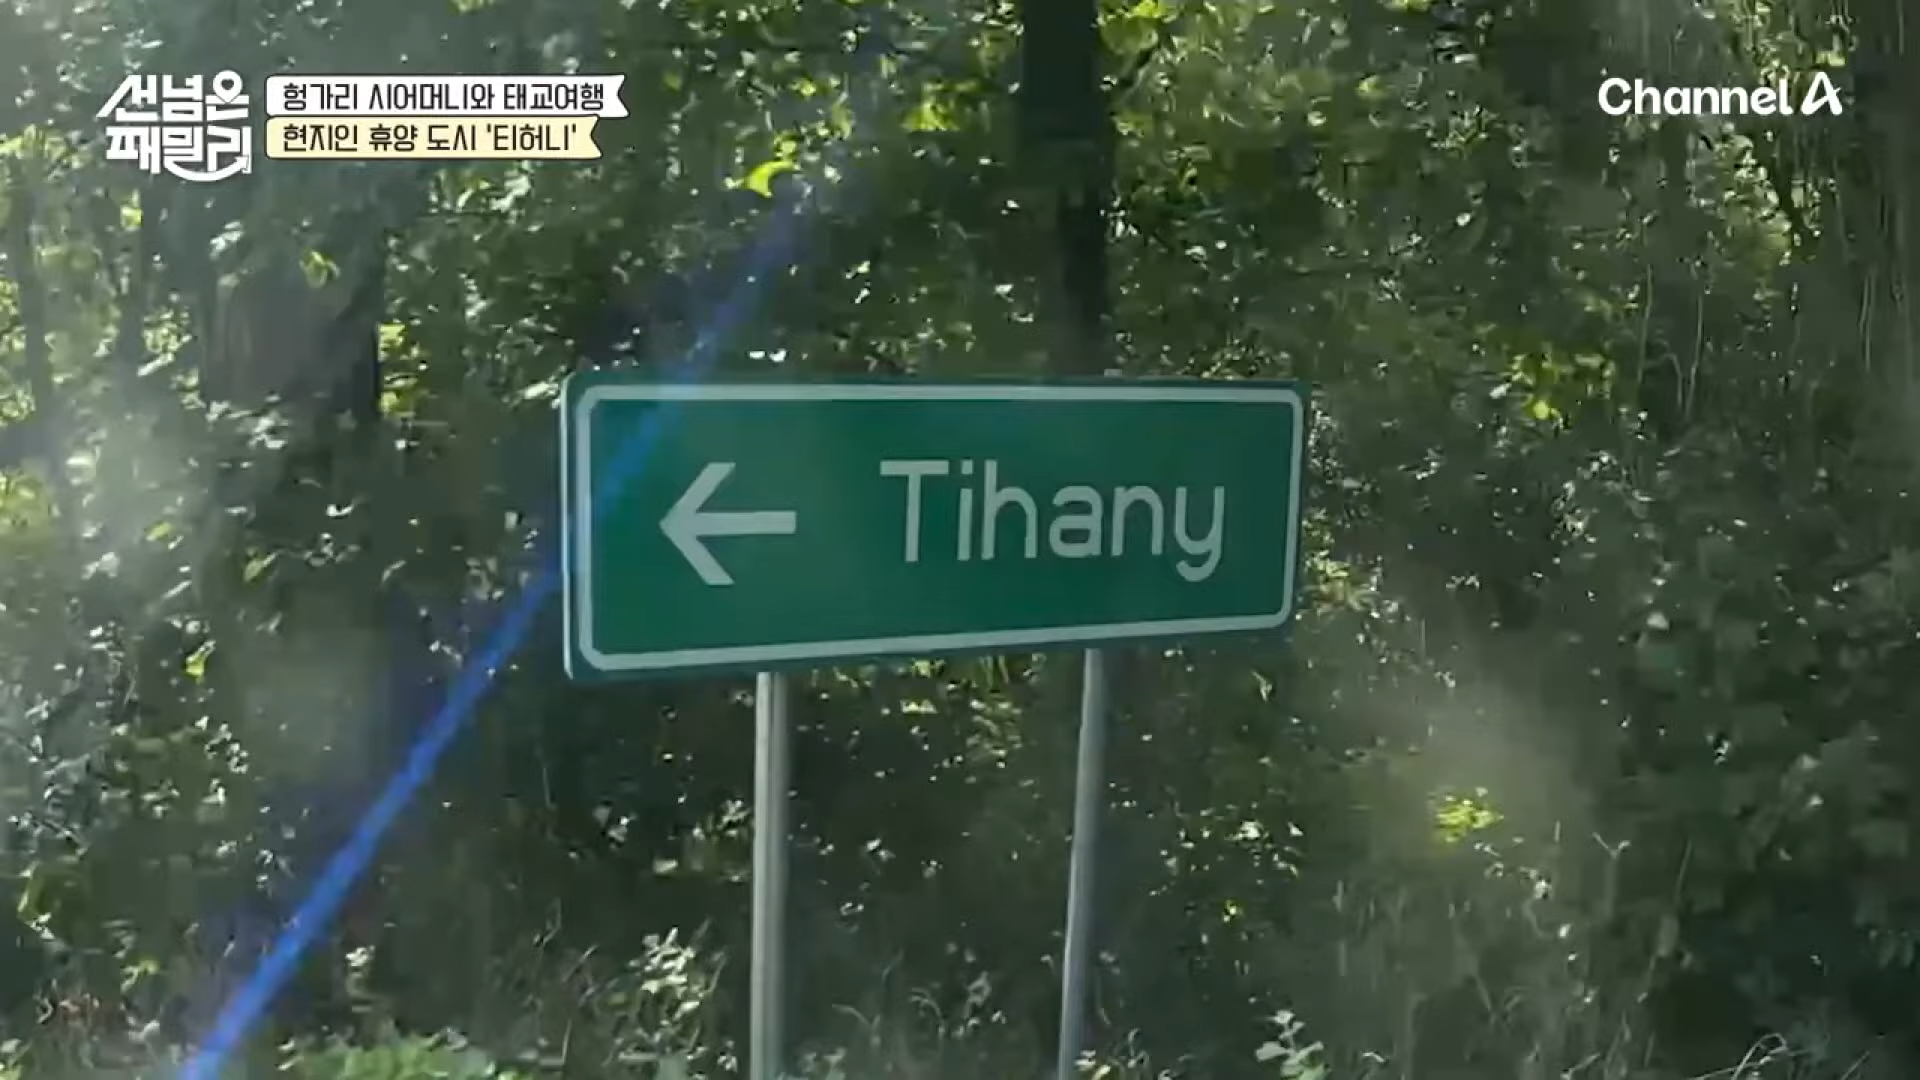 선넘은
패밀리
헝가리 시어머니와 태교여행
현지인 휴양 도시 '티허니'
Channel A
← Tihany